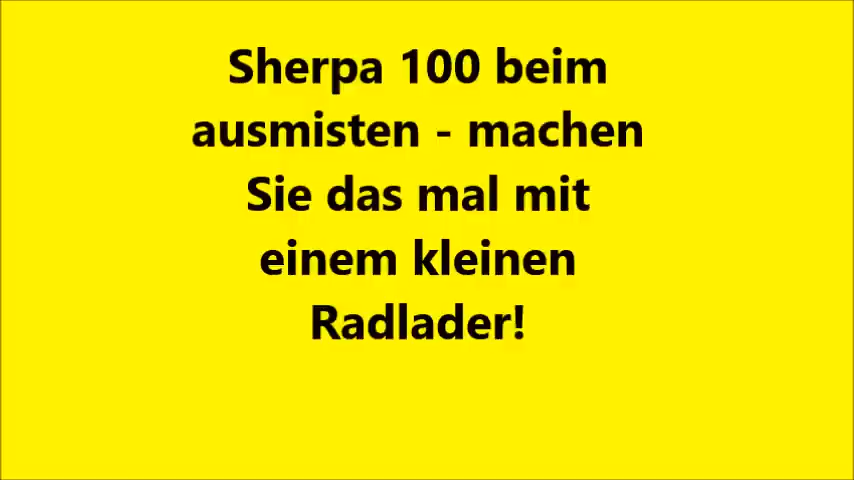 Sherpa 100 beim
ausmisten - machen
Sie das mal mit
einem kleinen
Radlader!